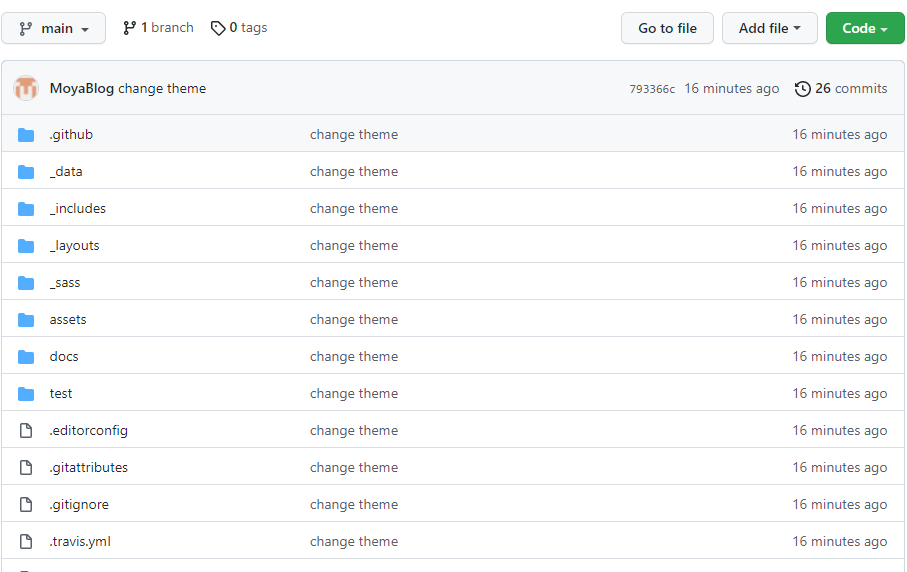 main 1 branch 0 tags Go to file Add file Code
MoyaBlog change theme 793366c 16 minutes ago 26 commits
.github change theme 16 minutes ago
_data change theme 16 minutes ago
_includes change theme 16 minutes ago
_layouts change theme 16 minutes ago
_sass change theme 16 minutes ago
assets change theme 16 minutes ago
docs change theme 16 minutes ago
test change theme 16 minutes ago
.editorconfig change theme 16 minutes ago
.gitattributes change theme 16 minutes ago
.gitignore change theme 16 minutes ago
.travis.yml change theme 16 minutes ago